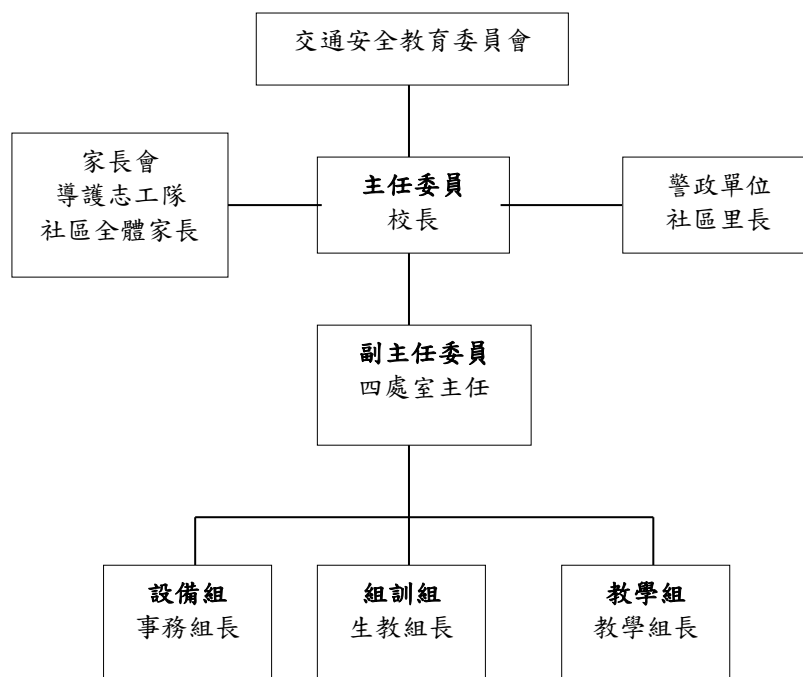 交通安全教育委員會
家長會
導護志工隊
社區全體家長
主任委員
校長
警政單位
社區里長
副主任委員
四處室主任
設備組
事務組長
組訓組
生教組長
教學組
教學組長